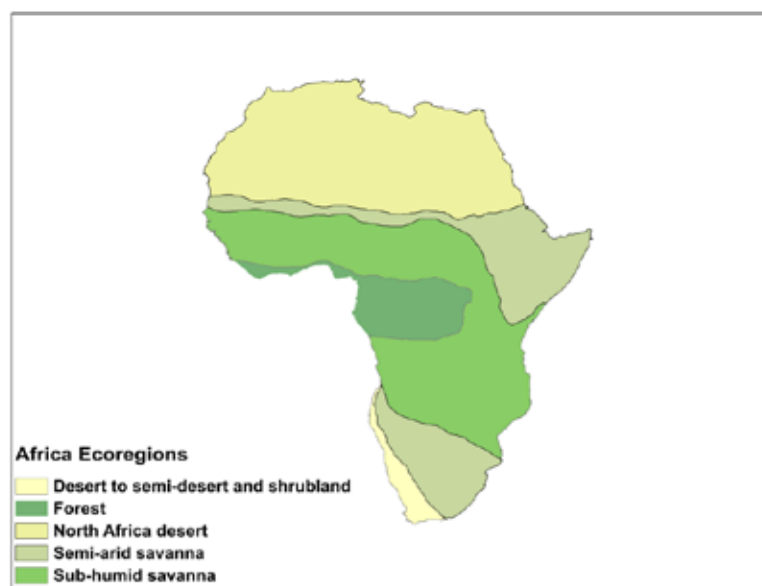 Africa Ecoregions
Desert to semi-desert and shrubland
Forest
North Africa desert
Semi-arid savanna
Sub-humid savanna